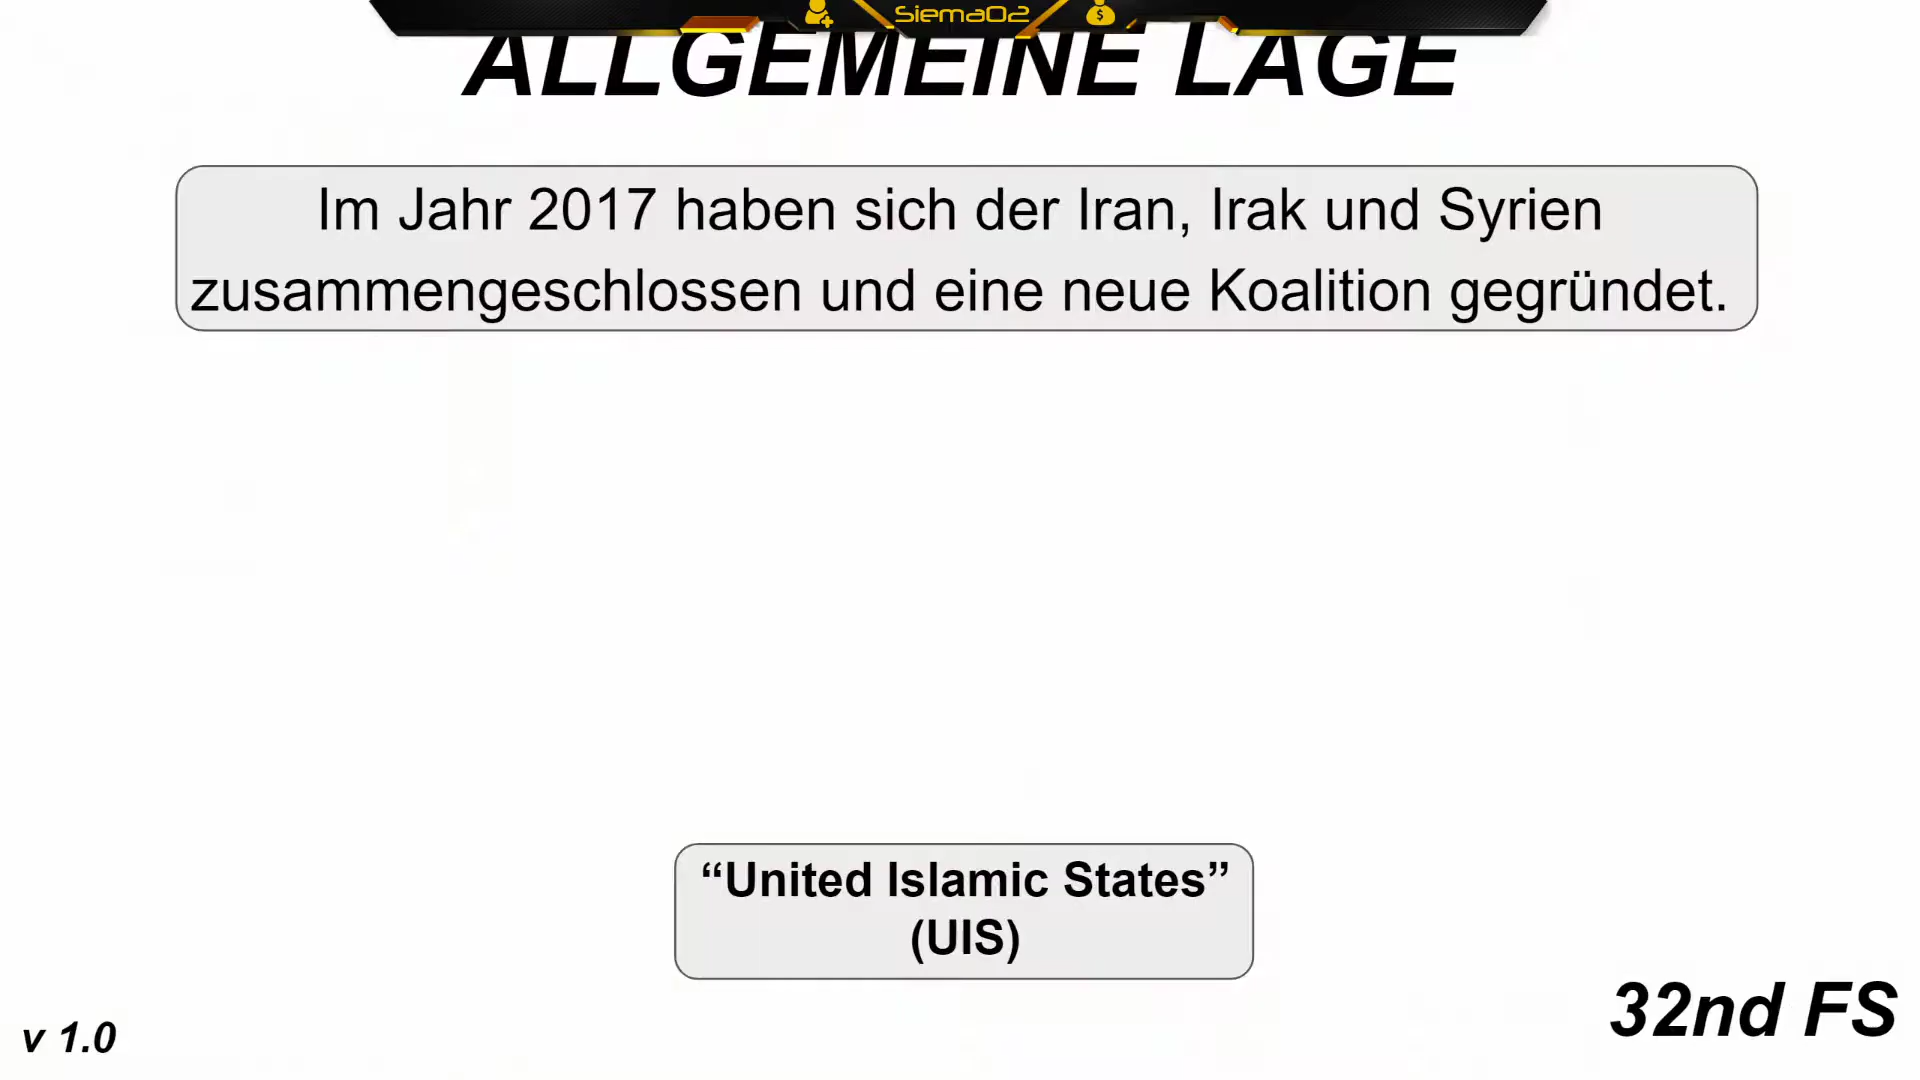 Siema02
ALLGEMEINE LAGE
Im Jahr 2017 haben sich der Iran, Irak und Syrien
zusammengeschlossen und eine neue Koalition gegründet.
“United Islamic States”
(UIS)
32nd FS
v 1.0